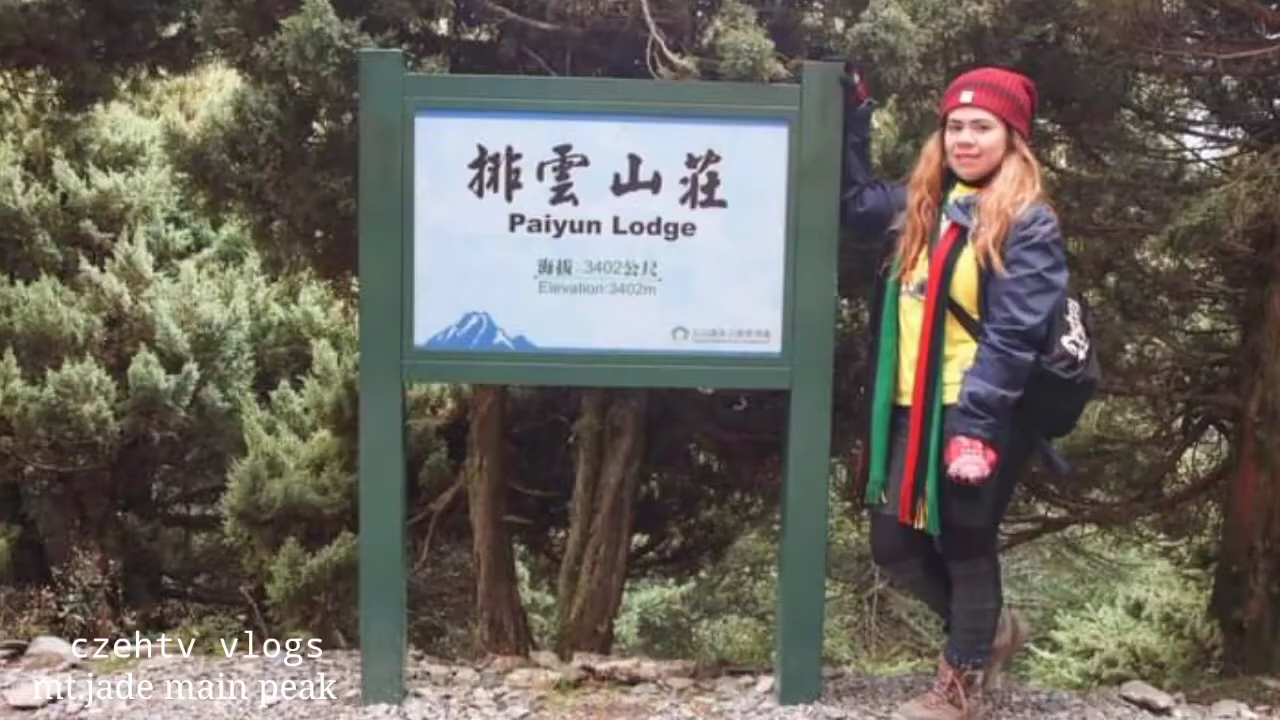 排雲山莊
Paiyun Lodge
海拔:3402公尺
Elevation:3402m
czehtv vlogs
mt.jade main peak